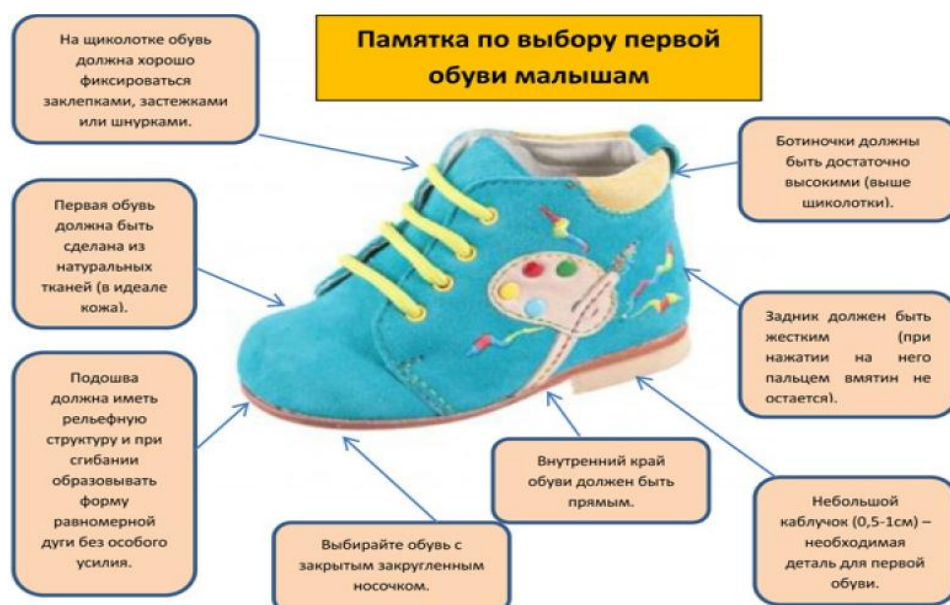 Памятка по выбору первой
обуви малышам
На щиколотке обувь
должна хорошо
фиксироваться
заклепками, застежками
или шнурками.
Ботиночки должны
быть достаточно
высокими (выше
щиколотки).
Первая обувь
должна быть
сделана из
натуральных
тканей (в идеале
кожа).
Задник должен быть
жестким (при
нажатии на него
пальцем вмятин не
остается).
Подошва
должна иметь
рельефную
структуру и при
сгибании
образовывать
форму
равномерной
дуги без особого
усилия.
Внутренний край
обуви должен быть
прямым.
Выбирайте обувь с
закрытым закругленным
носочком.
Небольшой
каблучок (0,5-1см) –
необходимая
деталь для первой
обуви.